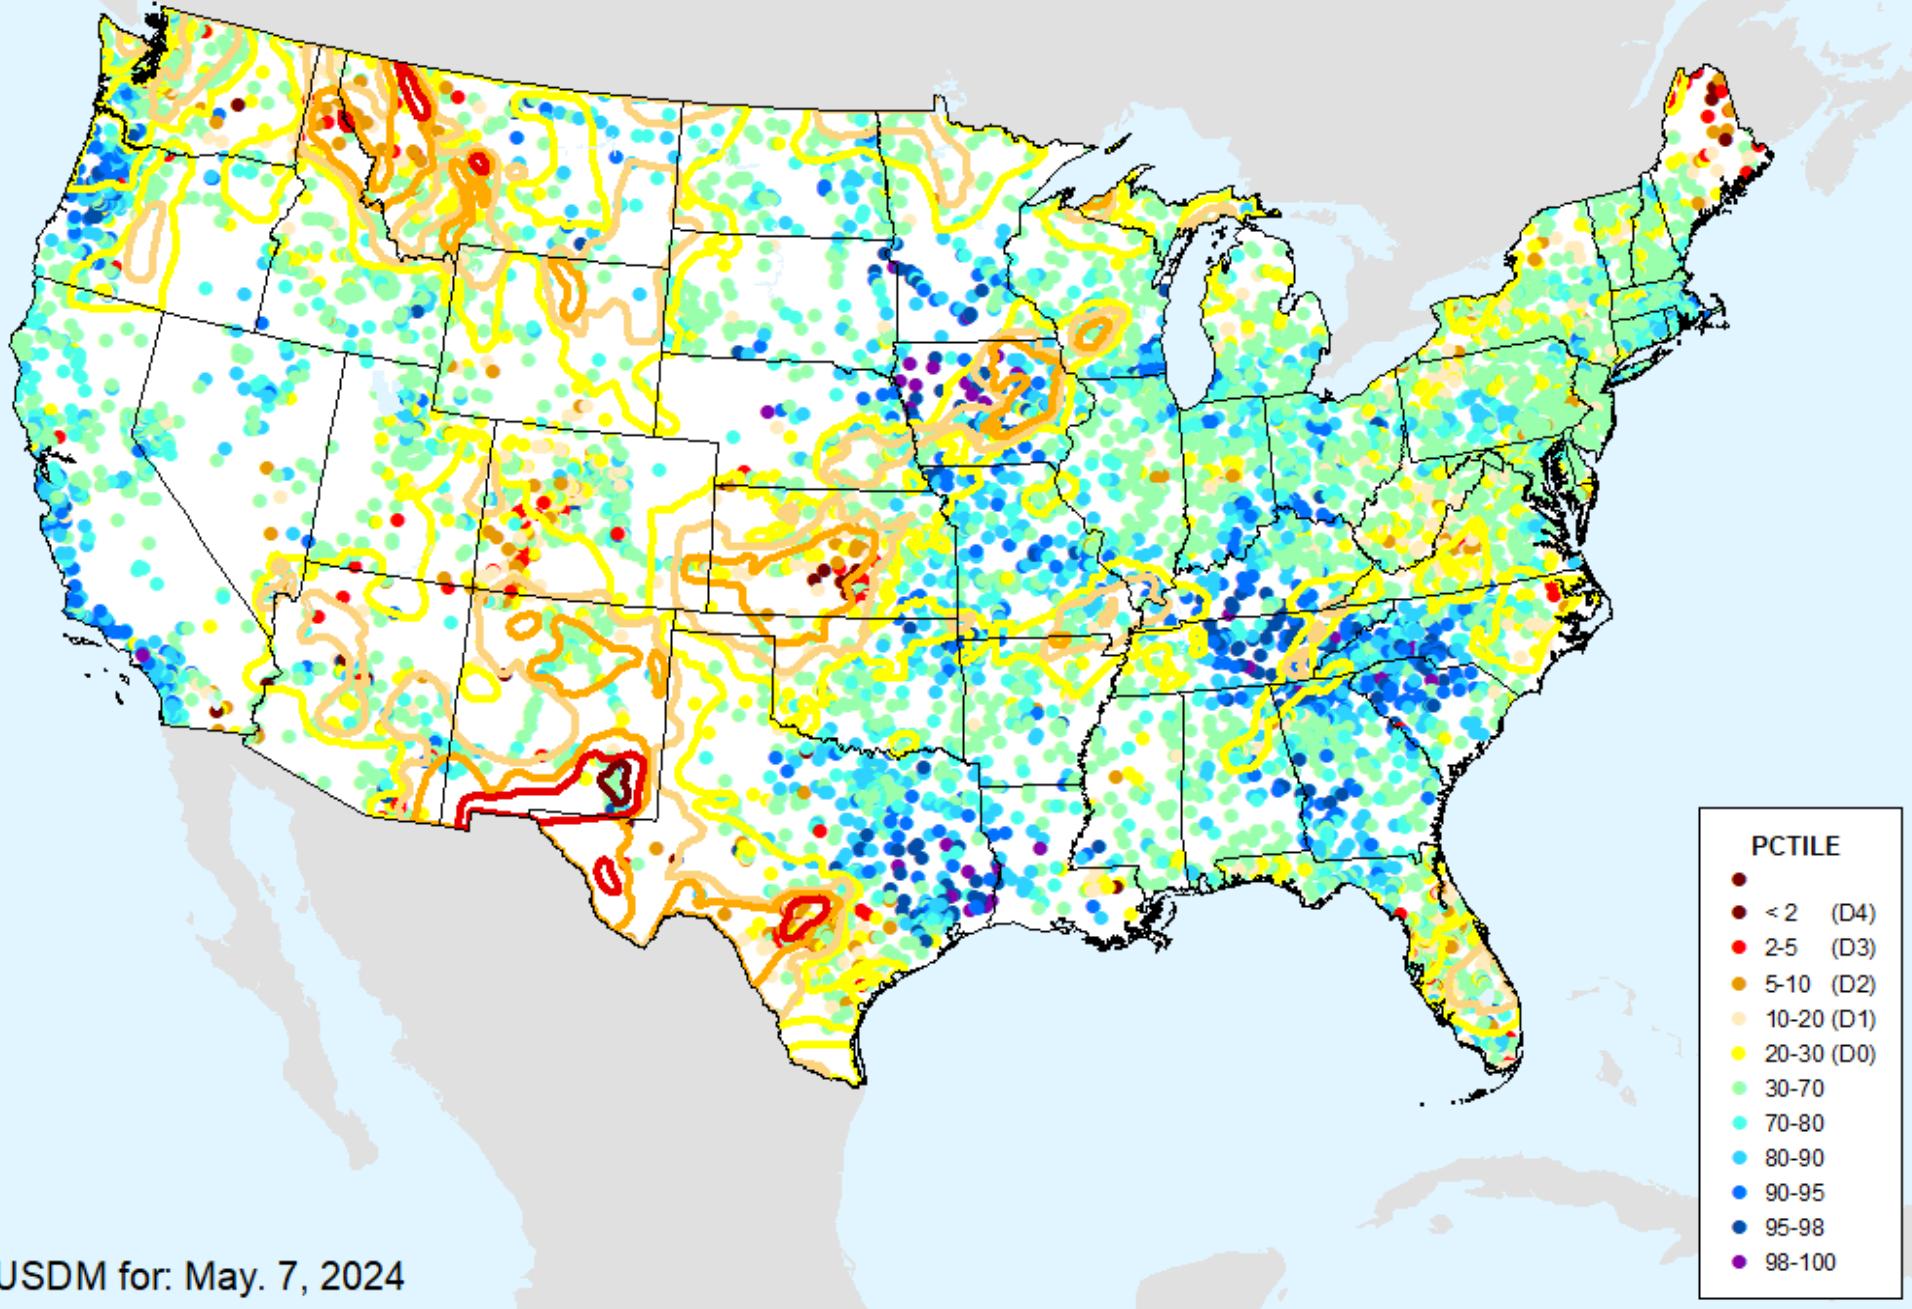 PCTILE
< 2 (D4)
2-5 (D3)
5-10 (D2)
10-20 (D1)
20-30 (D0)
30-70
70-80
80-90
90-95
95-98
98-100
USDM for: May. 7, 2024